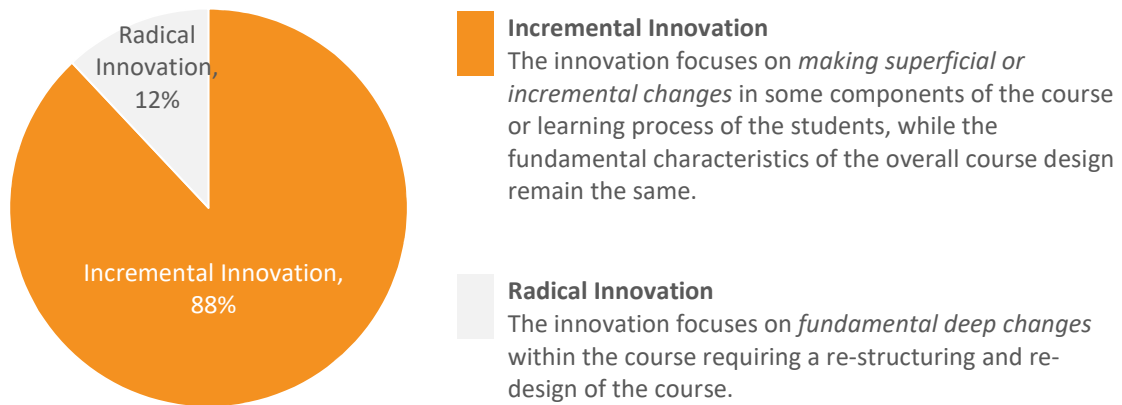 Radical
Innovation,
12%
Incremental Innovation,
88%
Incremental Innovation
The innovation focuses on making superficial or
incremental changes in some components of the course
or learning process of the students, while the
fundamental characteristics of the overall course design
remain the same.
Radical Innovation
The innovation focuses on fundamental deep changes
within the course requiring a re-structuring and re-
design of the course.